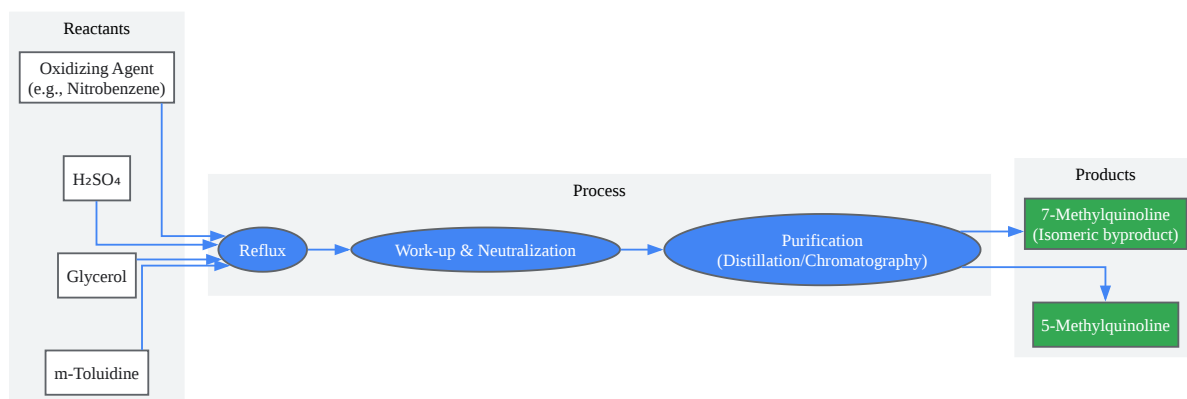 Reactants
Oxidizing Agent
(e.g., Nitrobenzene)
H₂SO₄
Glycerol
m-Toluidine
Process
Reflux
Work-up & Neutralization
Purification
(Distillation/Chromatography)
Products
7-Methylquinoline
(Isomeric byproduct)
5-Methylquinoline